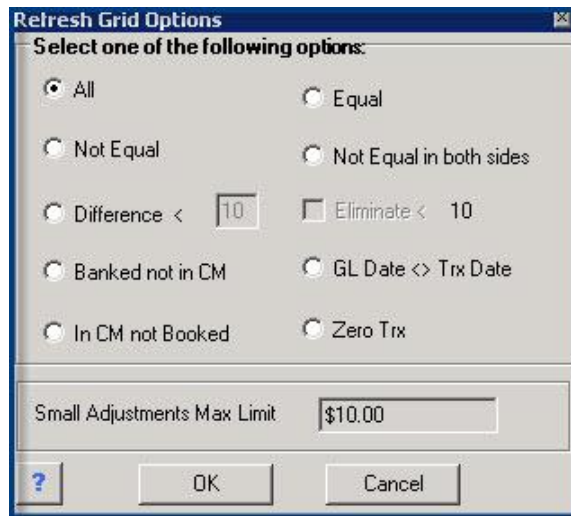 Refresh Grid Options
Select one of the following options:
All
Equal
Not Equal
Not Equal in both sides
Difference < 10
Eliminate < 10
Banked not in CM
GL Date <> Trx Date
In CM not Booked
Zero Trx
Small Adjustments Max Limit $10.00
? OK Cancel